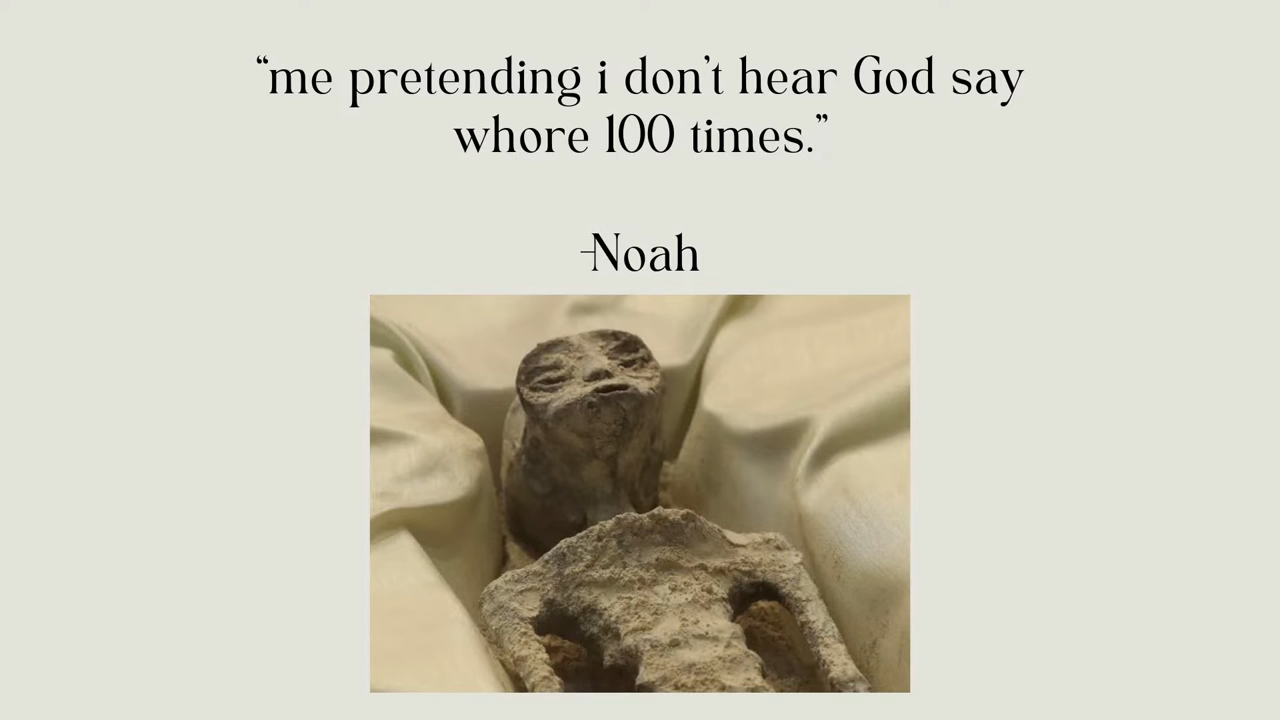 “me pretending i don’t hear God say
whore 100 times.”
-Noah